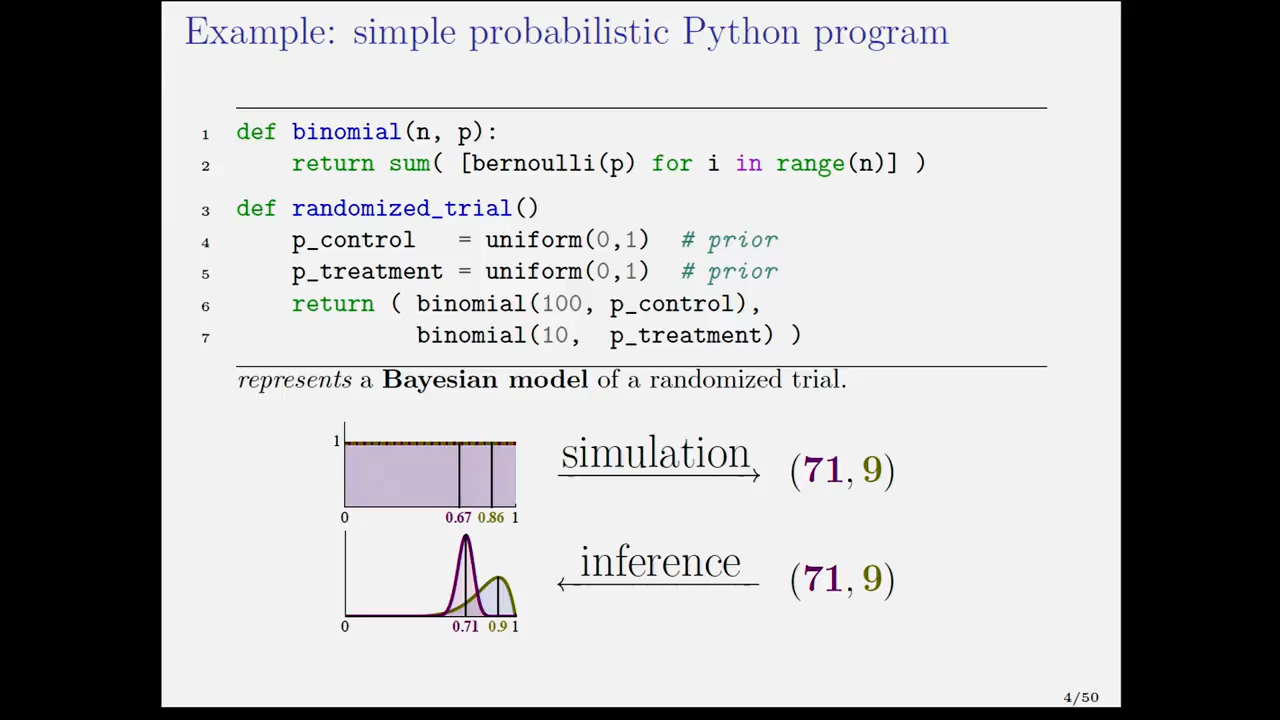 Example: simple probabilistic Python program
1 def binomial(n, p):
2     return sum( [bernoulli(p) for i in range(n)] )
3 def randomized_trial()
4     p_control   = uniform(0,1)  # prior
5     p_treatment = uniform(0,1)  # prior
6     return ( binomial(100, p_control),
7              binomial(10,  p_treatment) )
represents a Bayesian model of a randomized trial.
1
0 0.67 0.86 1
simulation
(71, 9)
0 0.71 0.9 1
inference
(71, 9)
4/50